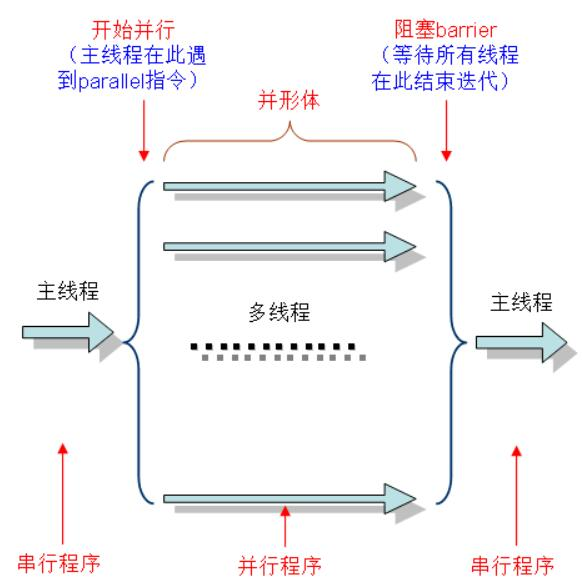 开始并行
（主线程在此遇
到parallel指令）
阻塞barrier
（等待所有线程
在此结束迭代）
并形体
主线程
多线程
主线程
串行程序
并行程序
串行程序